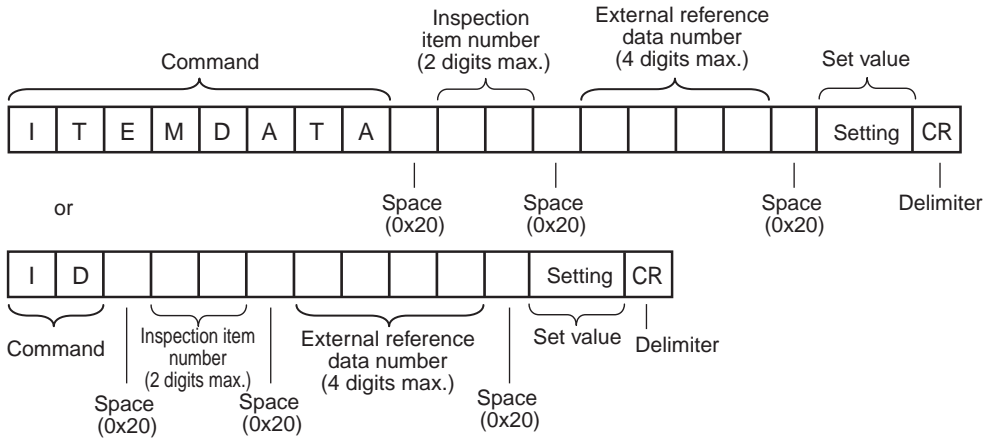 Command
Inspection
item number
(2 digits max.)
External reference
data number
(4 digits max.)
Set value
I T E M D A T A Setting CR
Space
(0x20)
Space
(0x20)
Space
(0x20)
Delimiter
or
I D Setting CR
Command
Space
(0x20)
Inspection item
number
(2 digits max.)
Space
(0x20)
External reference
data number
(4 digits max.)
Space
(0x20)
Set value
Delimiter